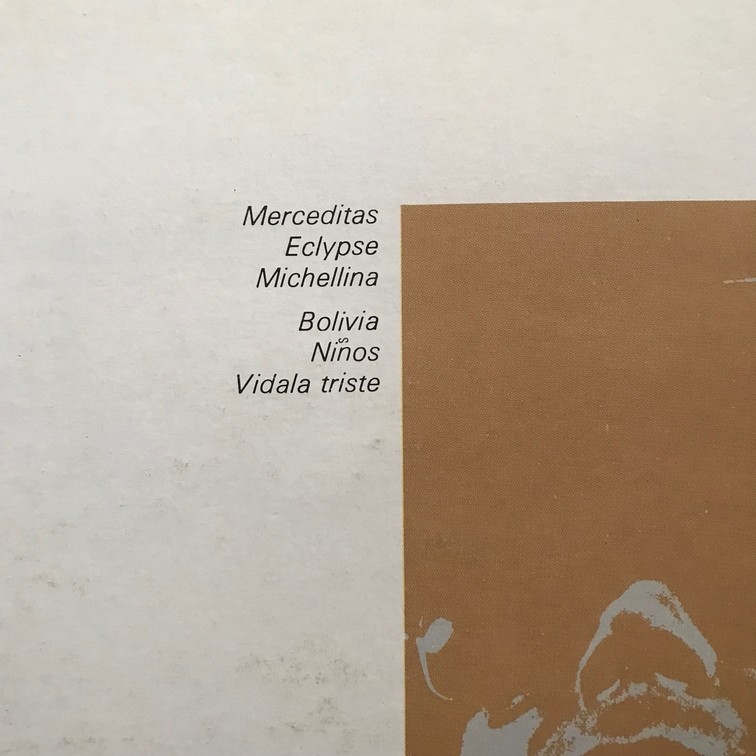 Merceditas
Eclypse
Michellina
Bolivia
Niños
Vidala triste